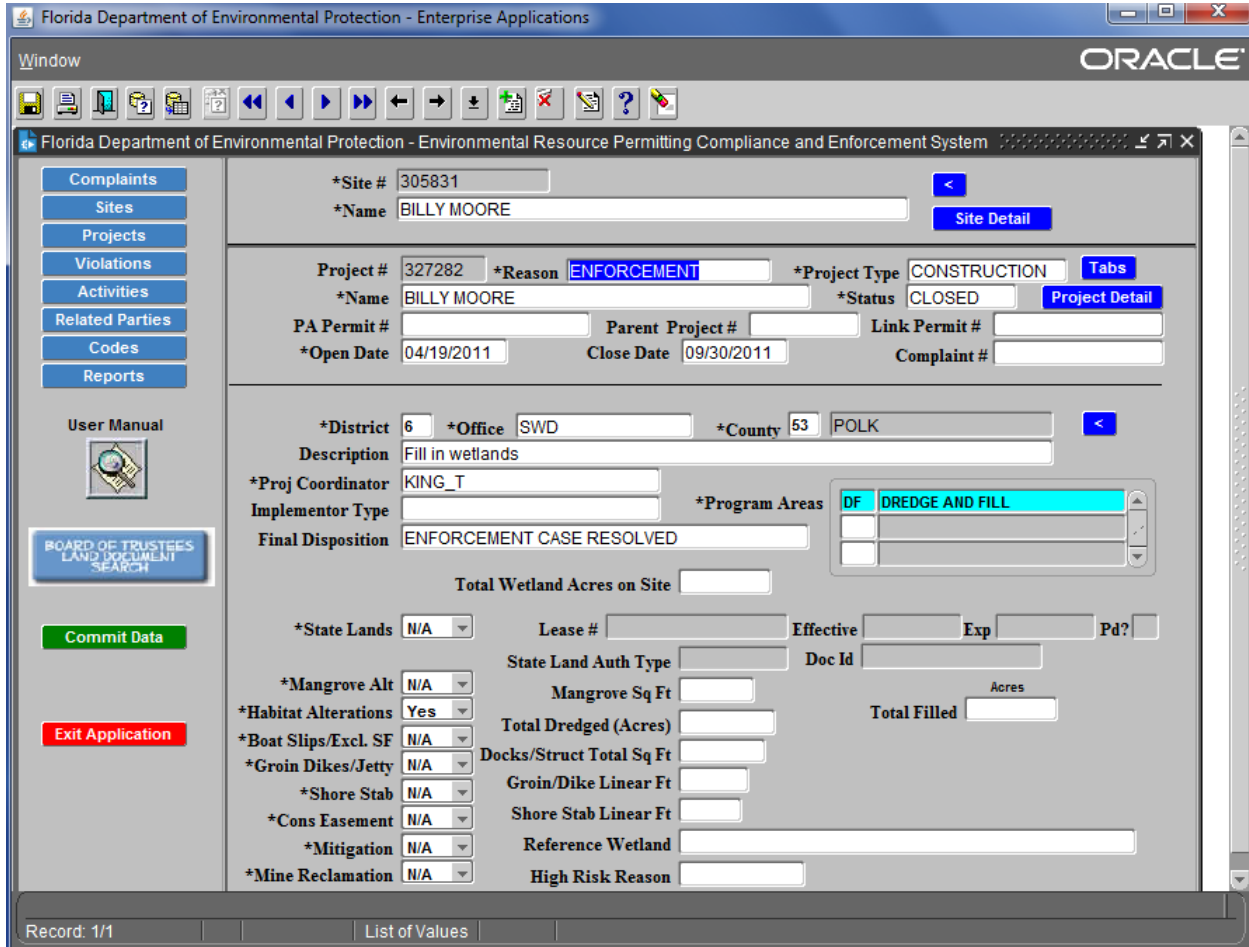 Florida Department of Environmental Protection - Enterprise Applications
Window
ORACLE
Florida Department of Environmental Protection - Environmental Resource Permitting Compliance and Enforcement System
Complaints
Sites
Projects
Violations
Activities
Related Parties
Codes
Reports
User Manual
BOARD OF TRUSTEES
LAND DOCUMENT
SEARCH
Commit Data
Exit Application
*Site # 305831 <
*Name BILLY MOORE Site Detail
Project # 327282 *Reason ENFORCEMENT *Project Type CONSTRUCTION Tabs
*Name BILLY MOORE *Status CLOSED Project Detail
PA Permit # Parent Project # Link Permit #
*Open Date 04/19/2011 Close Date 09/30/2011 Complaint #
*District 6 *Office SWD *County 53 POLK <
Description Fill in wetlands
*Proj Coordinator KING_T
*Program Areas DF DREDGE AND FILL
Implementor Type
Final Disposition ENFORCEMENT CASE RESOLVED
Total Wetland Acres on Site
*State Lands N/A Lease # Effective Exp Pd?
State Land Auth Type Doc Id
*Mangrove Alt N/A Mangrove Sq Ft Acres
*Habitat Alterations Yes Total Dredged (Acres) Total Filled
*Boat Slips/Excl. SF N/A Docks/Struct Total Sq Ft
*Groin Dikes/Jetty N/A Groin/Dike Linear Ft
*Shore Stab N/A Shore Stab Linear Ft
*Cons Easement N/A
*Mitigation N/A Reference Wetland
*Mine Reclamation N/A High Risk Reason
Record: 1/1 List of Values